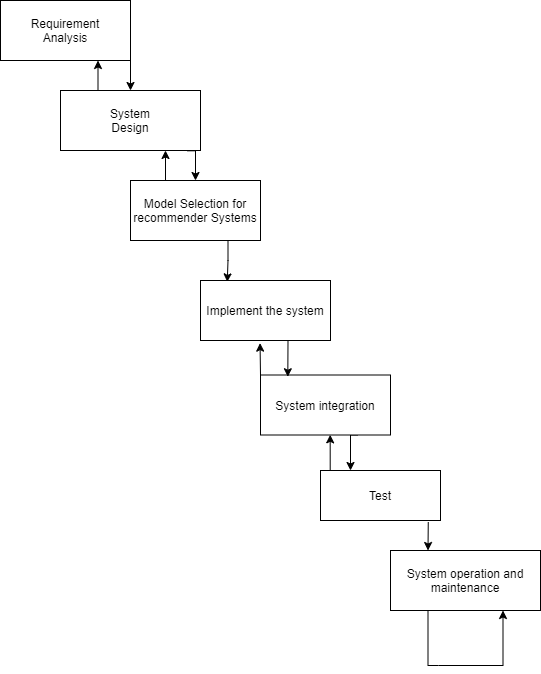 Requirement
Analysis
System
Design
Model Selection for
recommender Systems
Implement the system
System integration
Test
System operation and
maintenance